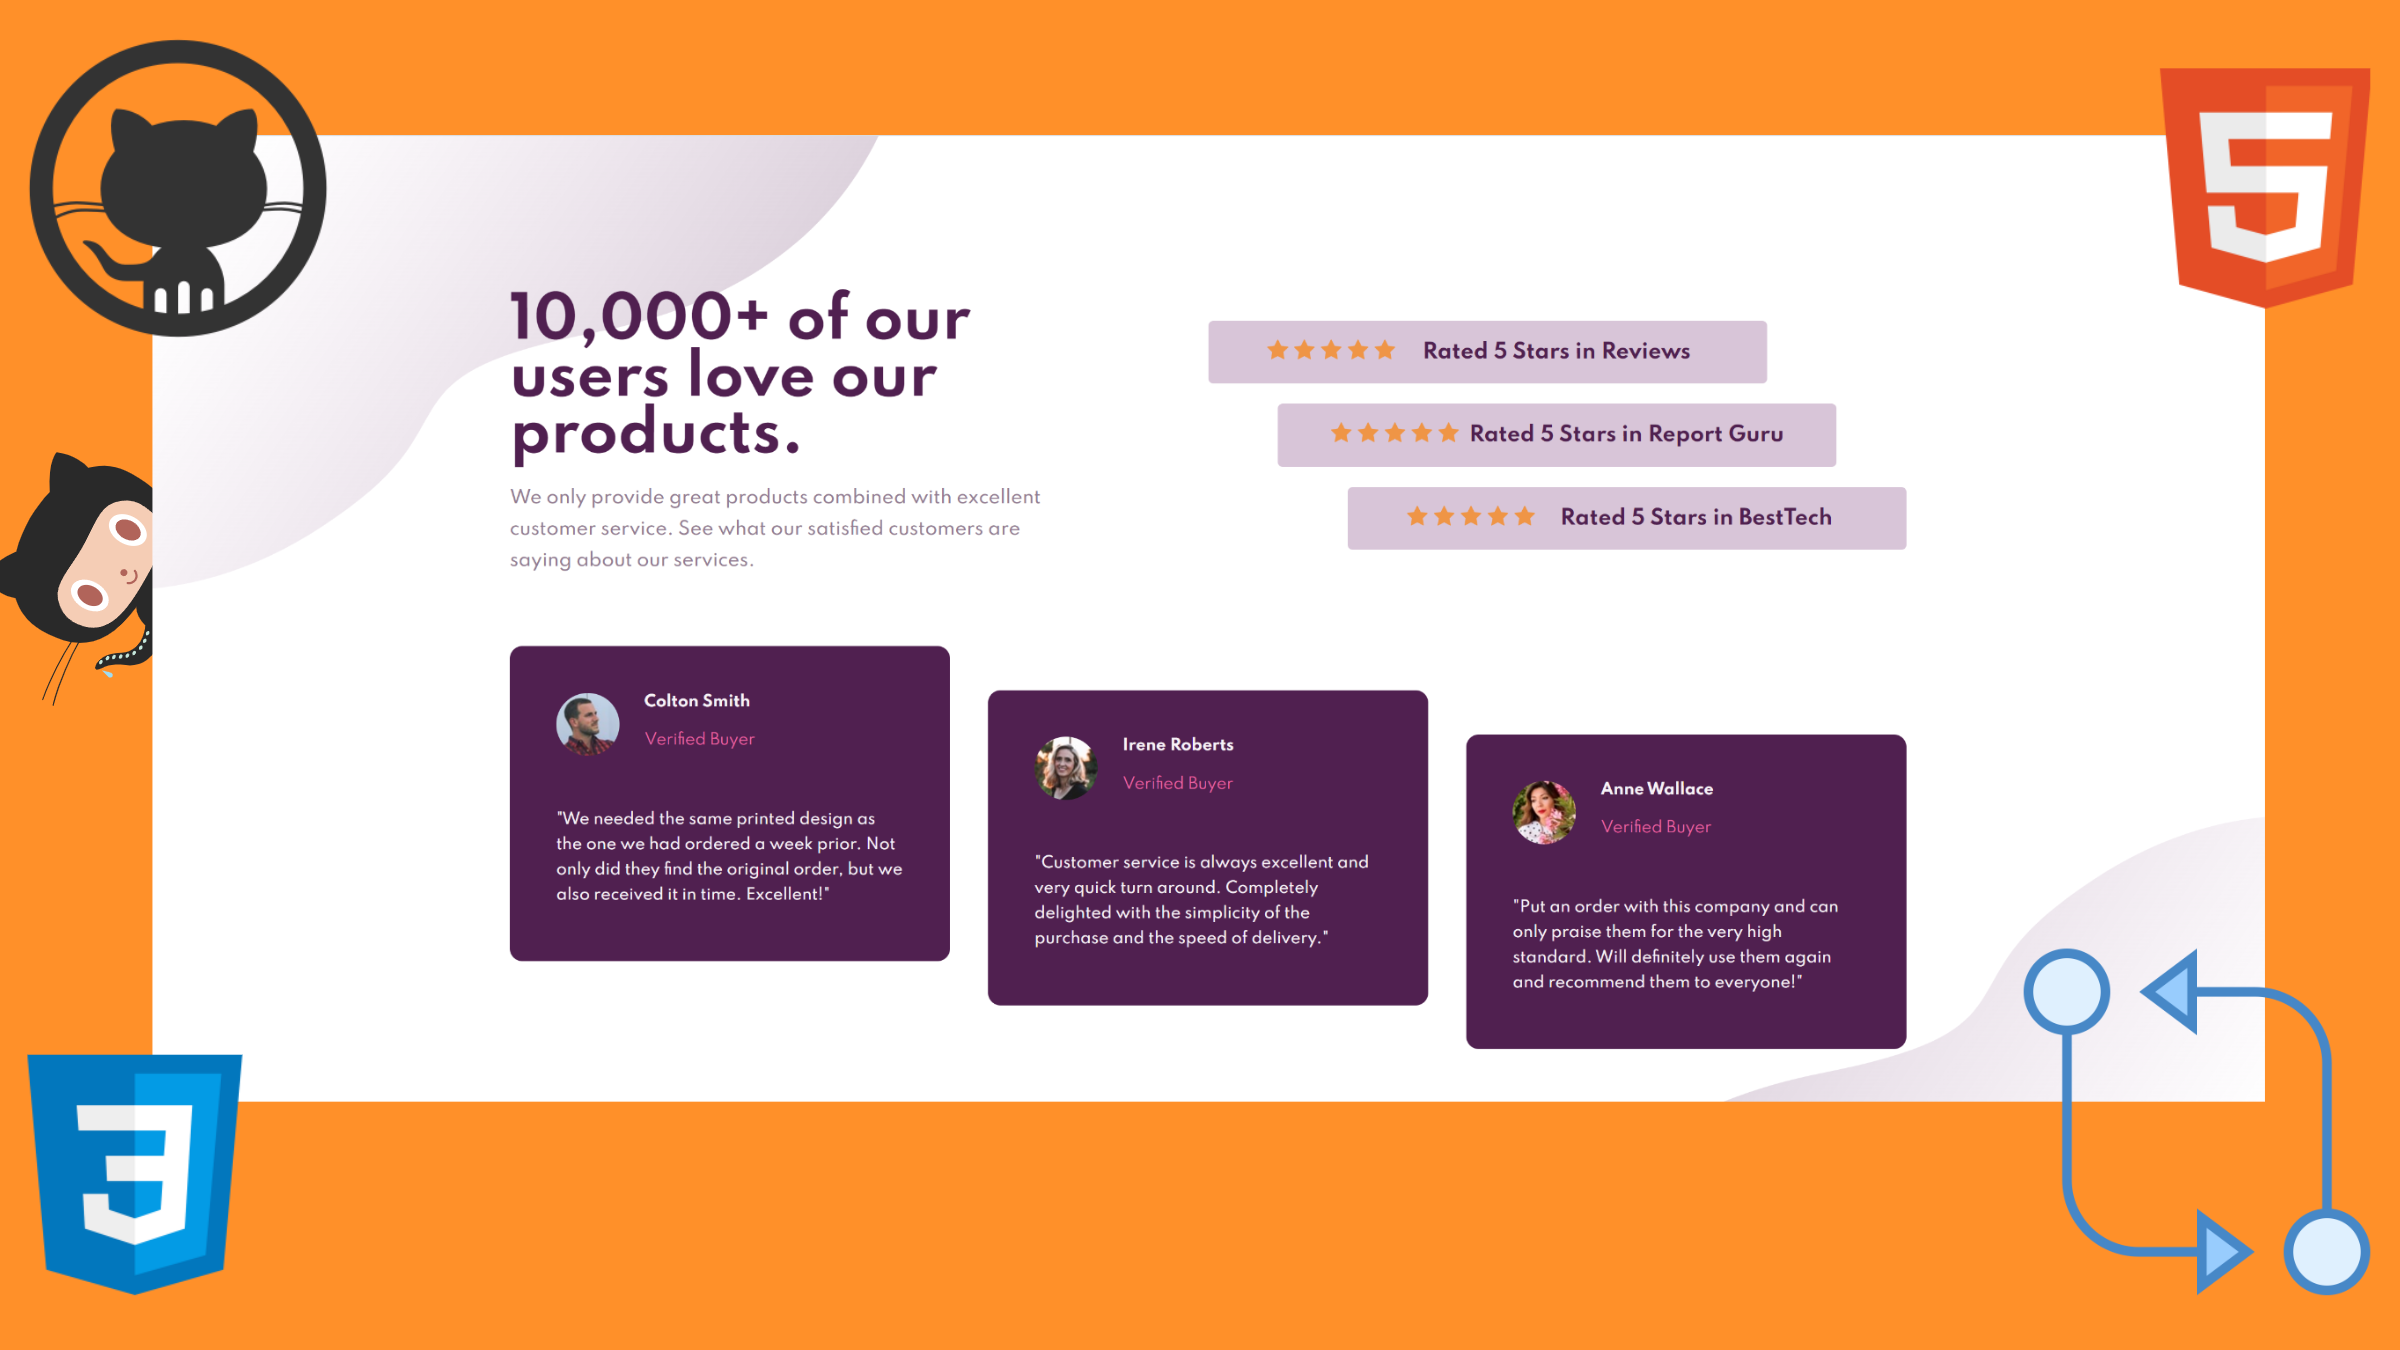 10,000+ of our
users love our
products.
We only provide great products combined with excellent
customer service. See what our satisfied customers are
saying about our services.
Rated 5 Stars in Reviews
Rated 5 Stars in Report Guru
Rated 5 Stars in BestTech
Colton Smith
Verified Buyer
"We needed the same printed design as
the one we had ordered a week prior. Not
only did they find the original order, but we
also received it in time. Excellent!"
Irene Roberts
Verified Buyer
"Customer service is always excellent and
very quick turn around. Completely
delighted with the simplicity of the
purchase and the speed of delivery."
Anne Wallace
Verified Buyer
"Put an order with this company and can
only praise them for the very high
standard. Will definitely use them again
and recommend them to everyone!"
5
3